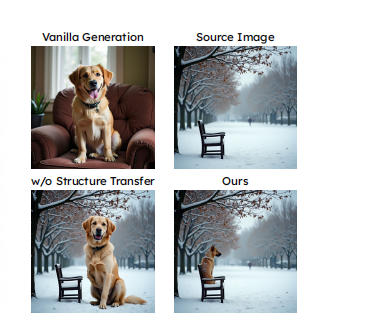 Vanilla Generation
Source Image
w/o Structure Transfer
Ours